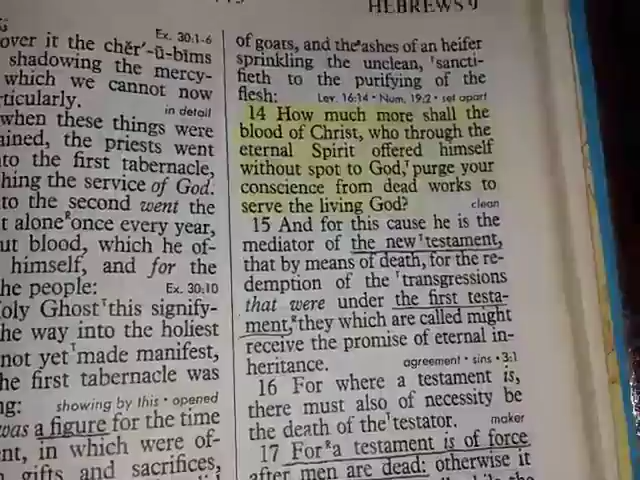 HEBREWS 9
Ex. 30:1-6
over it the chĕr´-ū-bĭms
shadowing the mercy-
which we cannot now
ticularly.
in detail
when these things were
ained, the priests went
to the first tabernacle,
hing the service of God.
to the second went the
t alone once every year,
ut blood, which he of-
himself, and for the
he people: Ex. 30:10
oly Ghost this signify-
he way into the holiest
not yet made manifest,
he first tabernacle was
ng: showing by this • opened
was a figure for the time
nt, in which were of-
gifts and sacrifices,
of goats, and the ashes of an heifer
sprinkling the unclean, sancti-
fieth to the purifying of the
flesh: Lev. 16:14 • Num. 19:2 • set apart
14 How much more shall the
blood of Christ, who through the
eternal Spirit offered himself
without spot to God, purge your
conscience from dead works to
serve the living God? clean
15 And for this cause he is the
mediator of the new testament,
that by means of death, for the re-
demption of the transgressions
that were under the first testa-
ment, they which are called might
receive the promise of eternal in-
heritance. agreement • sins • 3:1
16 For where a testament is,
there must also of necessity be
the death of the testator. maker
17 For a testament is of force
after men are dead: otherwise it